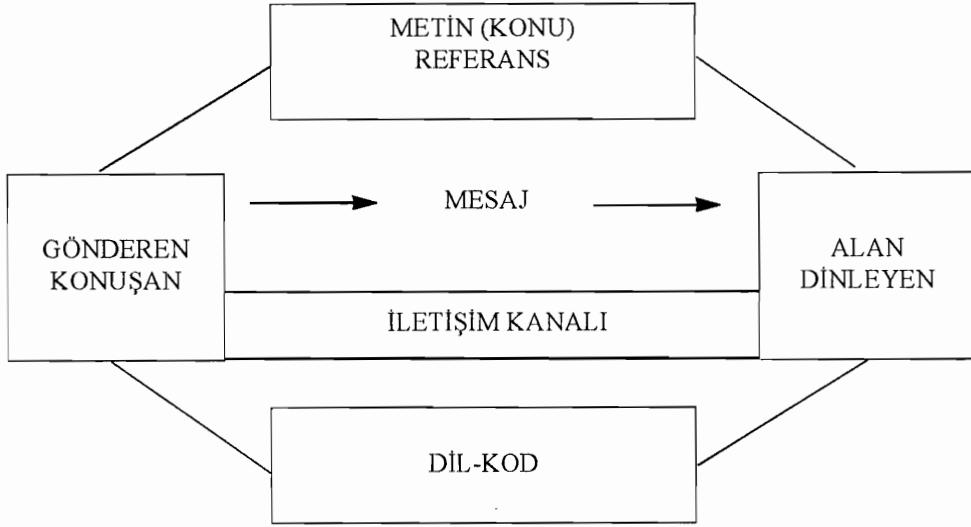 METİN (KONU)
REFERANS
MESAJ
GÖNDEREN
KONUŞAN
ALAN
DİNLEYEN
İLETİŞİM KANALI
DİL-KOD